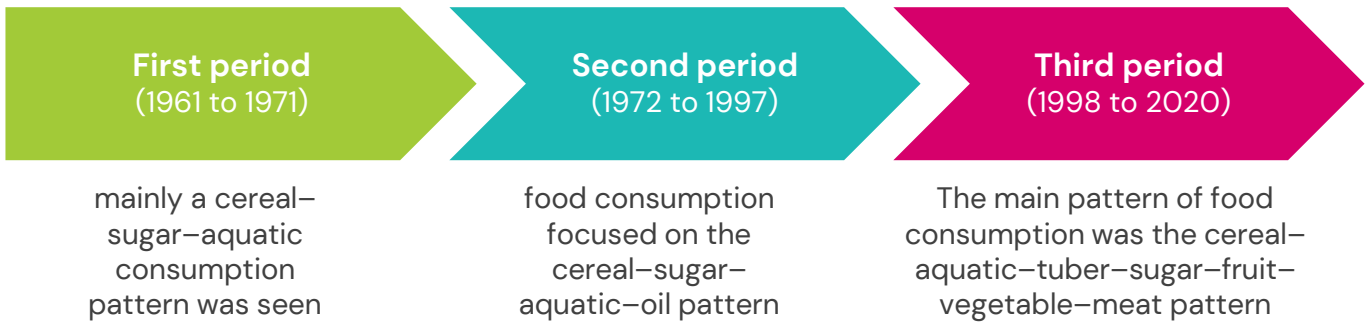 First period
(1961 to 1971)
mainly a cereal–
sugar–aquatic
consumption
pattern was seen
Second period
(1972 to 1997)
food consumption
focused on the
cereal–sugar–
aquatic–oil pattern
Third period
(1998 to 2020)
The main pattern of food
consumption was the cereal–
aquatic–tuber–sugar–fruit–
vegetable–meat pattern